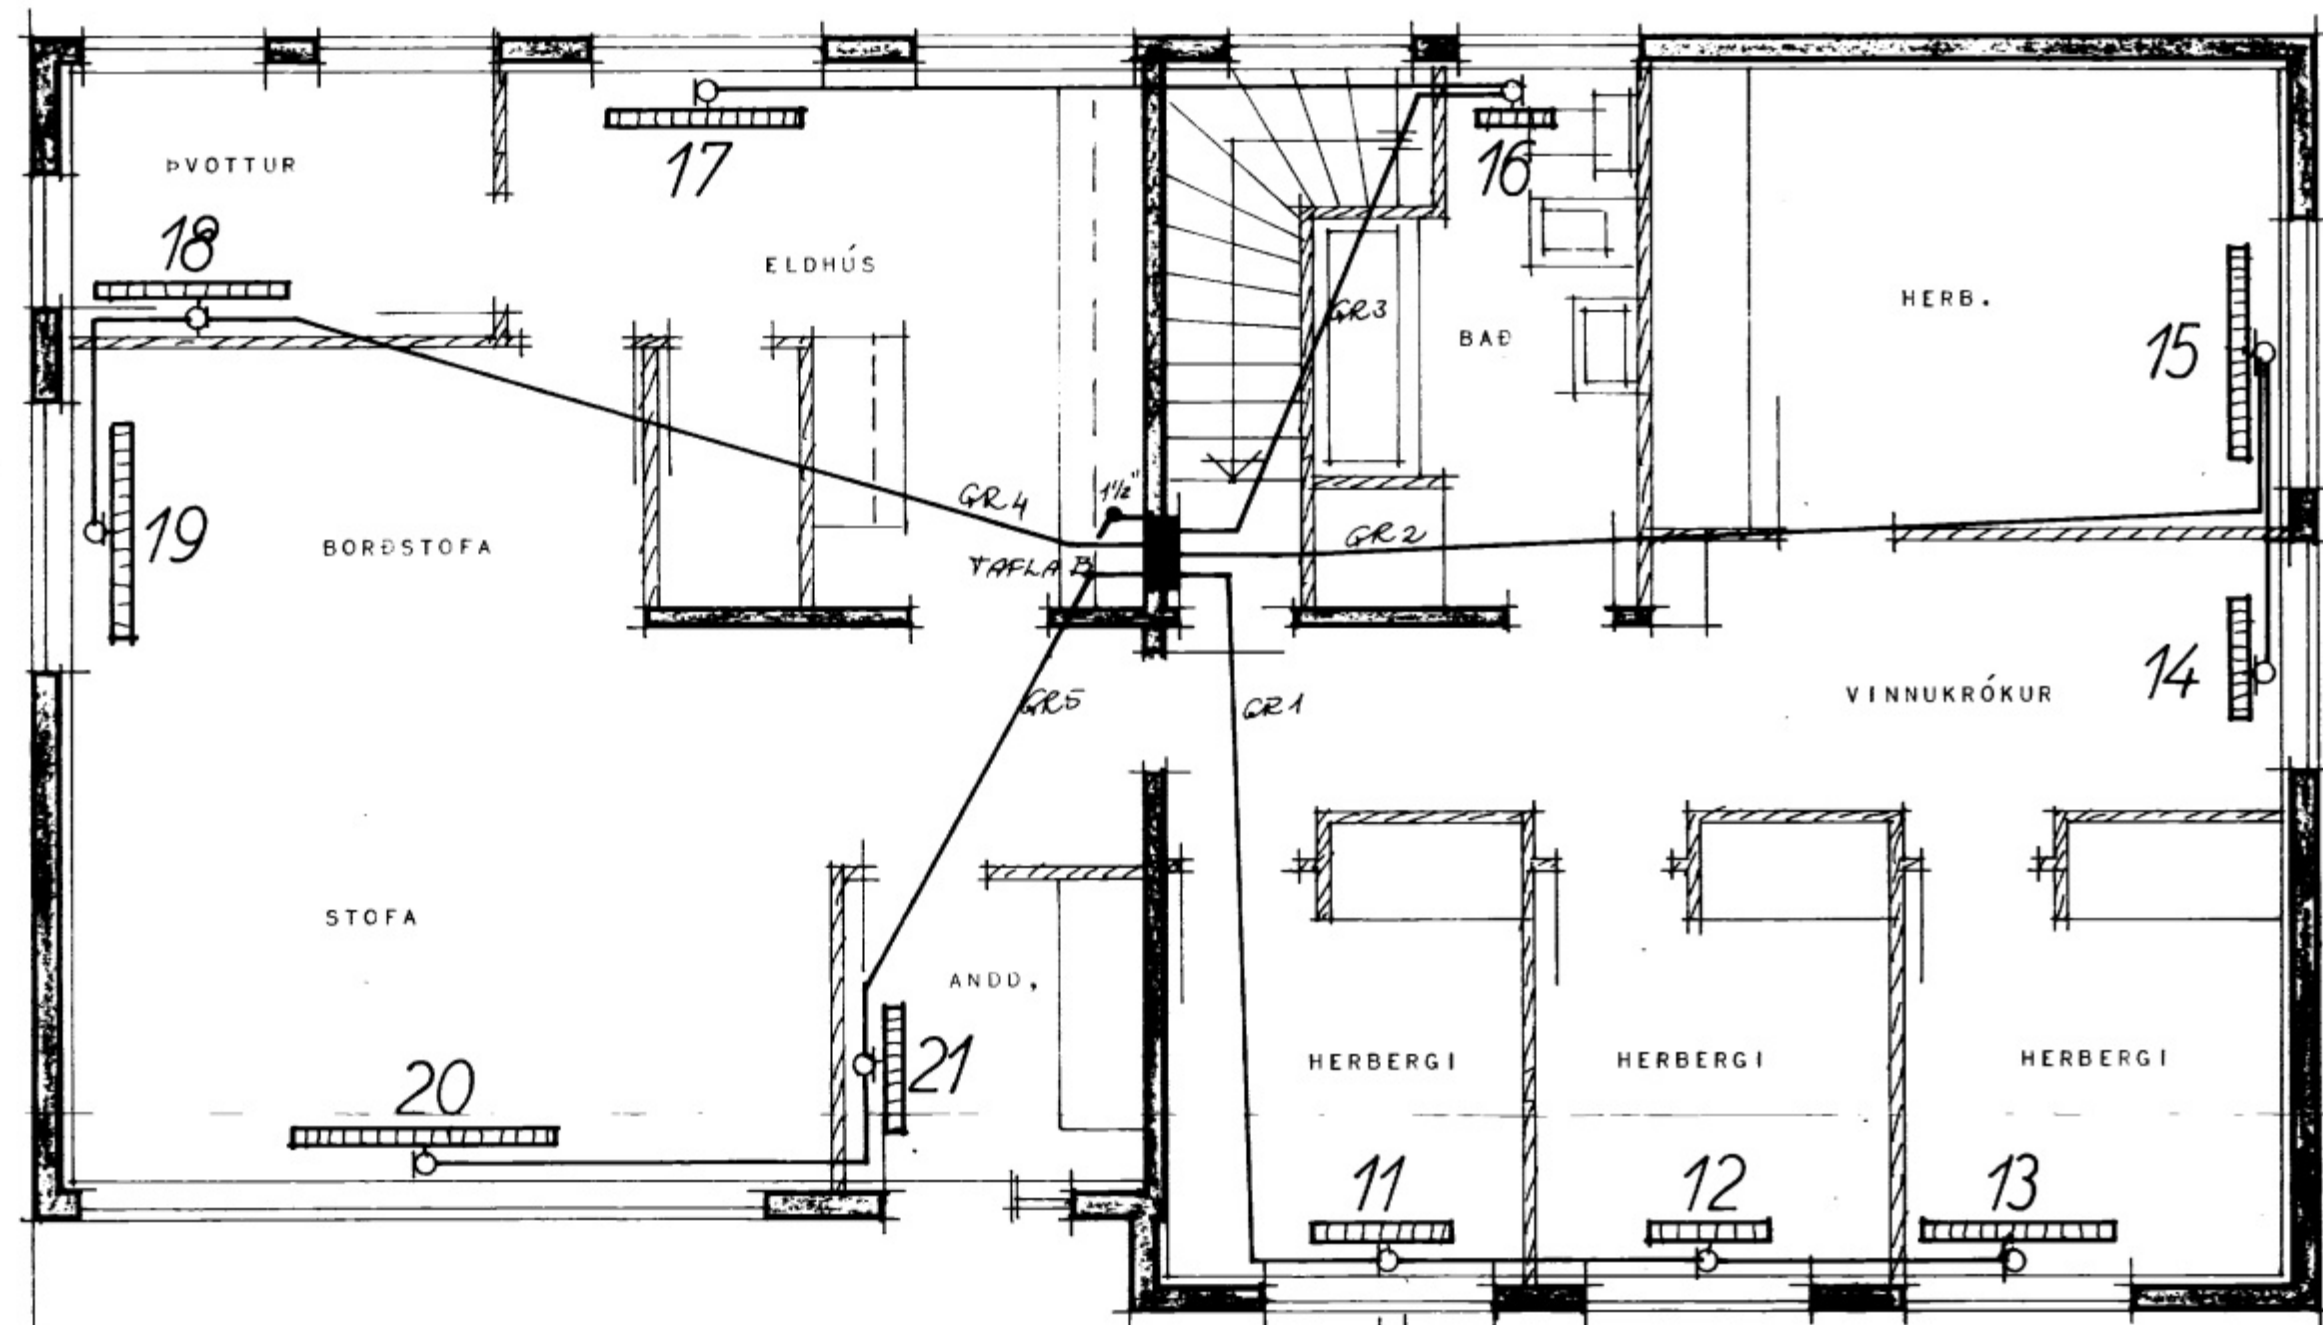 17
16
ÞVOTTUR
18
ELDHÚS
HERB.
GR3
BAÐ
15
1½"
GR4
19
BORÐSTOFA
GR2
TAFLA B
14
VINNUKRÓKUR
GR5
GR1
STOFA
ANDD,
HERBERGI
HERBERGI
HERBERGI
21
20
11
12
13